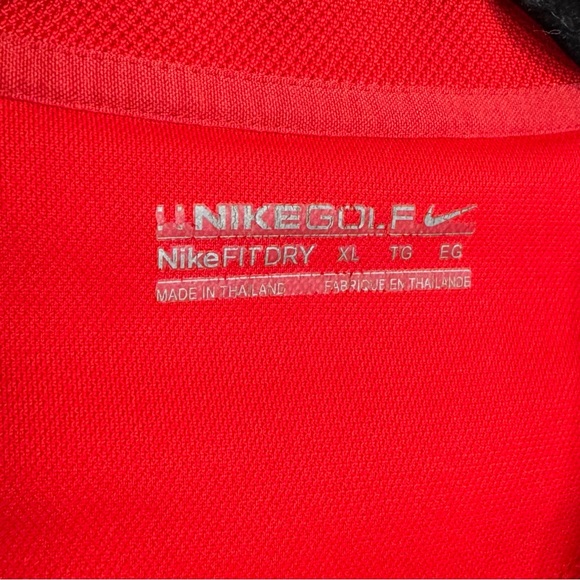 NIKEGOLF
NikeFITDRY XL TG EG
MADE IN THAILAND FABRIQUE EN THAILANDE